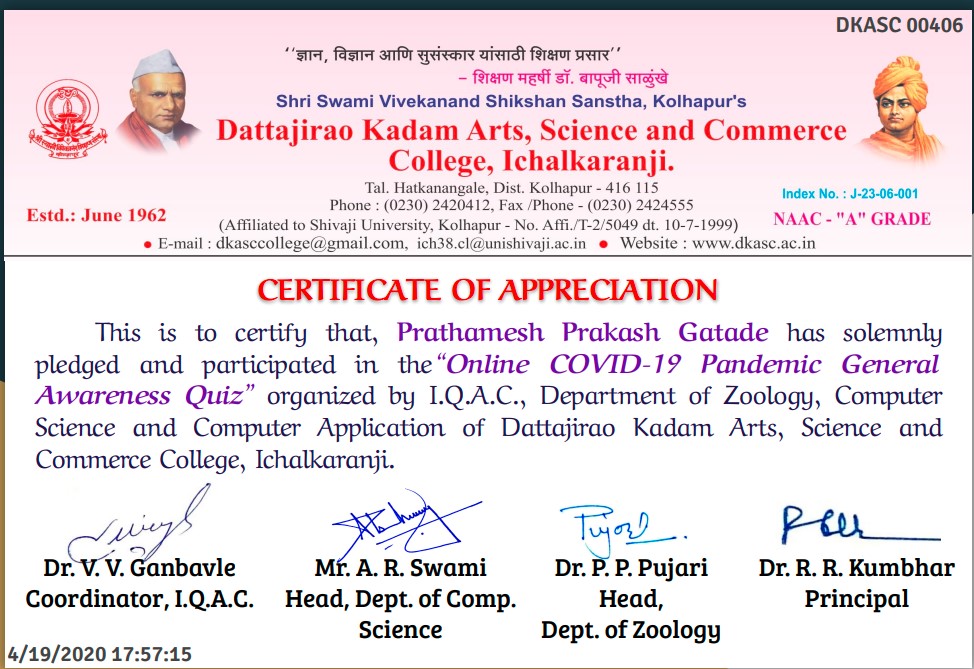 DKASC 00406
‘‘ज्ञान, विज्ञान आणि सुसंस्कार यांसाठी शिक्षण प्रसार’’
– शिक्षण महर्षी डॉ. बापूजी साळुंखे
Shri Swami Vivekanand Shikshan Sanstha, Kolhapur's
Dattajirao Kadam Arts, Science and Commerce
College, Ichalkaranji.
Tal. Hatkanangale, Dist. Kolhapur - 416 115
Index No. : J-23-06-001
Phone : (0230) 2420412, Fax /Phone - (0230) 2424555
Estd.: June 1962
NAAC - "A" GRADE
(Affiliated to Shivaji University, Kolhapur - No. Affi./T-2/5049 dt. 10-7-1999)
● E-mail : dkasccollege@gmail.com, ich38.cl@unishivaji.ac.in ● Website : www.dkasc.ac.in
CERTIFICATE OF APPRECIATION
This is to certify that, Prathamesh Prakash Gatade has solemnly
pledged and participated in the “Online COVID-19 Pandemic General
Awareness Quiz” organized by I.Q.A.C., Department of Zoology, Computer
Science and Computer Application of Dattajirao Kadam Arts, Science and
Commerce College, Ichalkaranji.
Dr. V. V. Ganbavle
Coordinator, I.Q.A.C.
Mr. A. R. Swami
Head, Dept. of Comp.
Science
Dr. P. P. Pujari
Head,
Dept. of Zoology
Dr. R. R. Kumbhar
Principal
4/19/2020 17:57:15